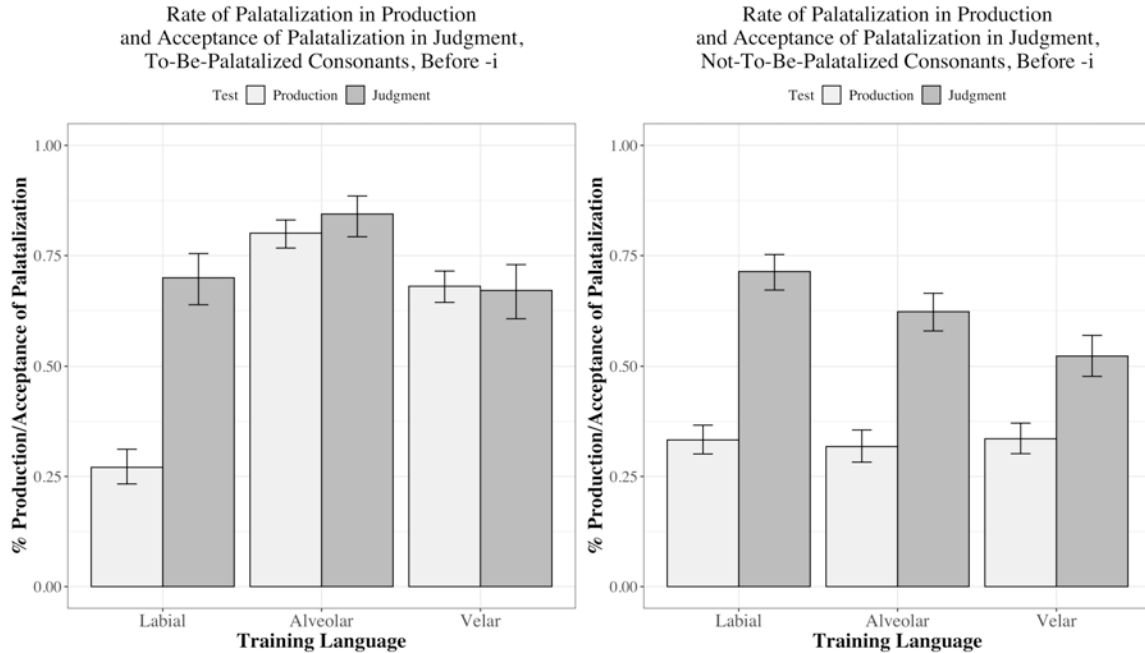 Rate of Palatalization in Production
and Acceptance of Palatalization in Judgment,
To-Be-Palatalized Consonants, Before -i
Test Production Judgment
% Production/Acceptance of Palatalization
1.00
0.75
0.50
0.25
0.00
Labial Alveolar Velar
Training Language
Rate of Palatalization in Production
and Acceptance of Palatalization in Judgment,
Not-To-Be-Palatalized Consonants, Before -i
Test Production Judgment
% Production/Acceptance of Palatalization
1.00
0.75
0.50
0.25
0.00
Labial Alveolar Velar
Training Language